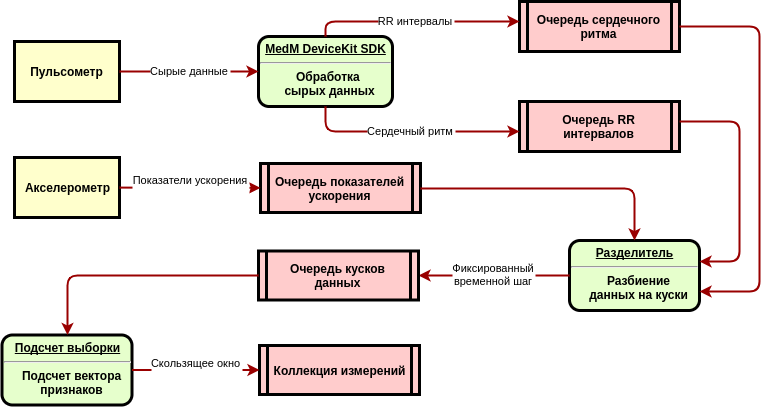 RR интервалы
Очередь сердечного
ритма
MedM DeviceKit SDK
Пульсометр
Сырые данные
Обработка
сырых данных
Очередь RR
интервалов
Сердечный ритм
Акселерометр
Показатели ускорения
Очередь показателей
ускорения
Разделитель
Разбиение
данных на куски
Фиксированный
временной шаг
Очередь кусков
данных
Подсчет выборки
Подсчет вектора
признаков
Скользящее окно
Коллекция измерений